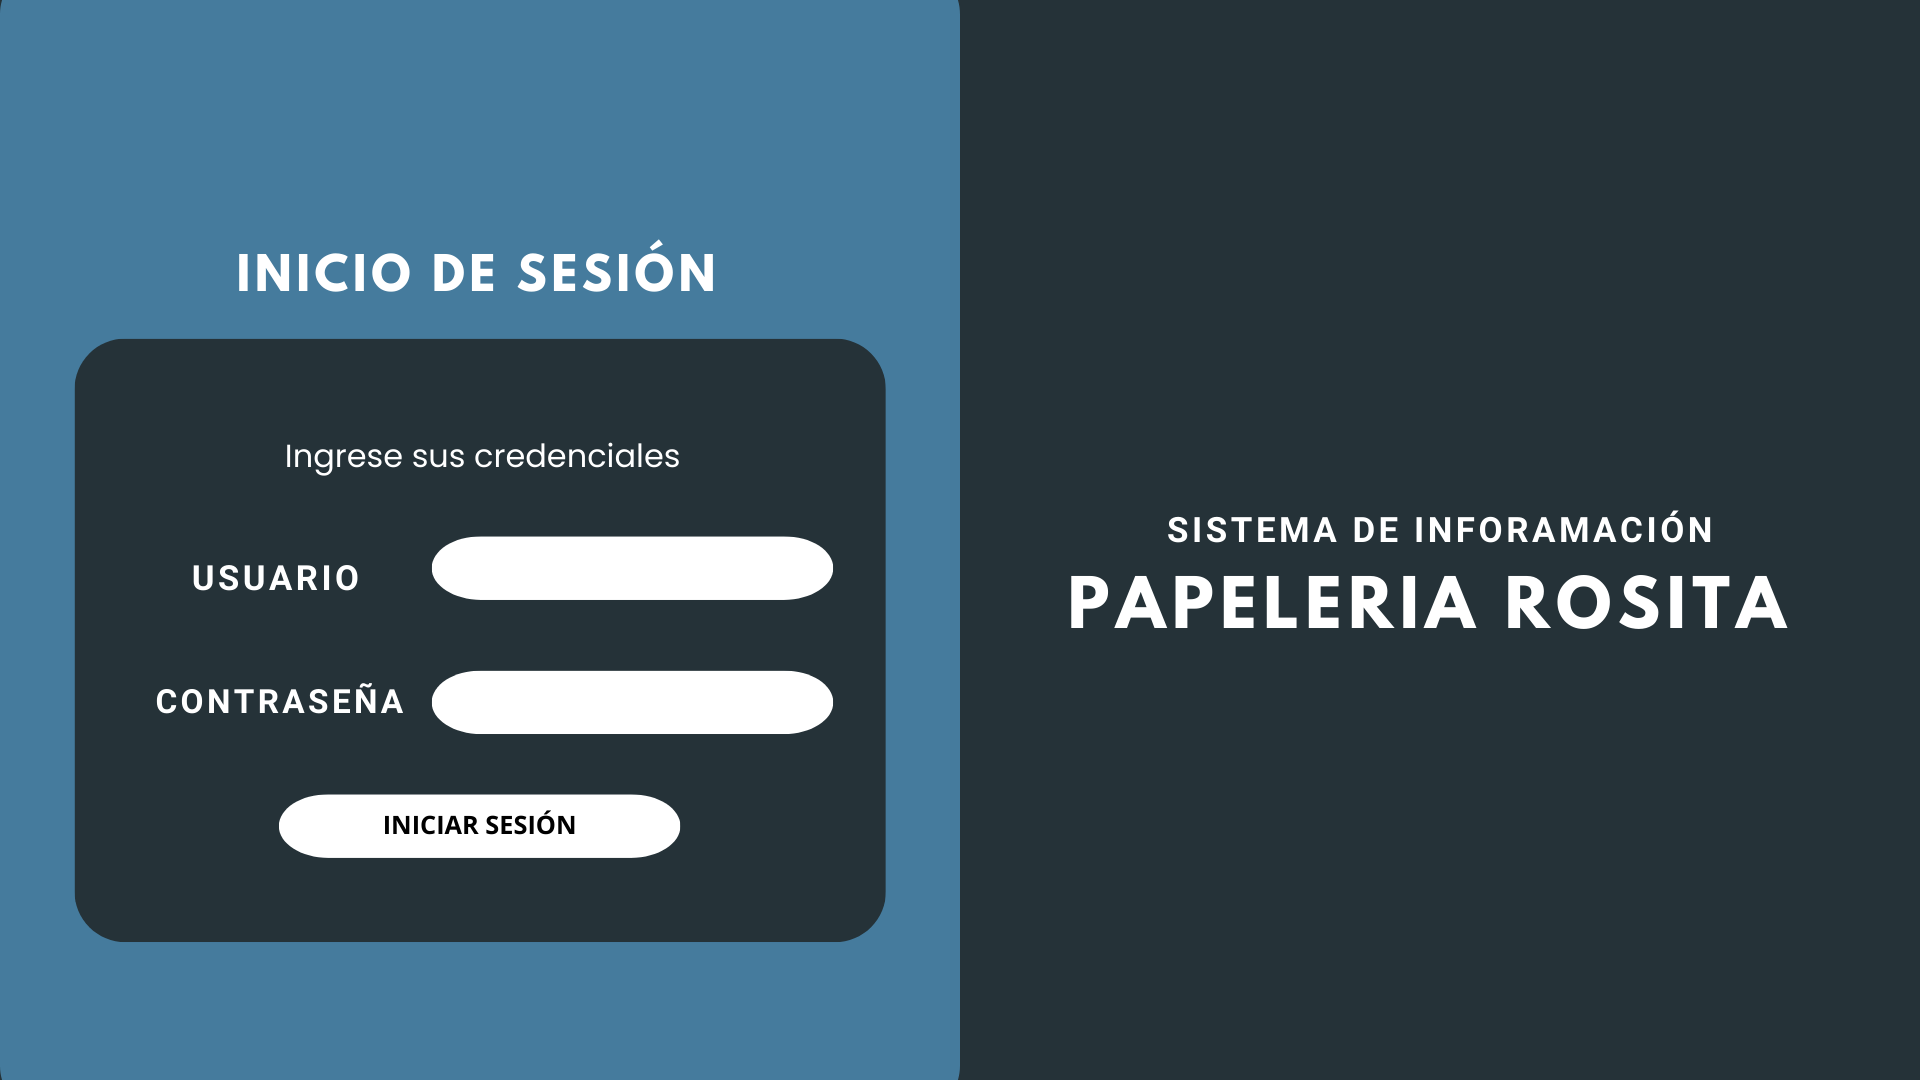 INICIO DE SESIÓN
Ingrese sus credenciales
USUARIO
CONTRASEÑA
INICIAR SESIÓN
SISTEMA DE INFORAMACIÓN
PAPELERIA ROSITA